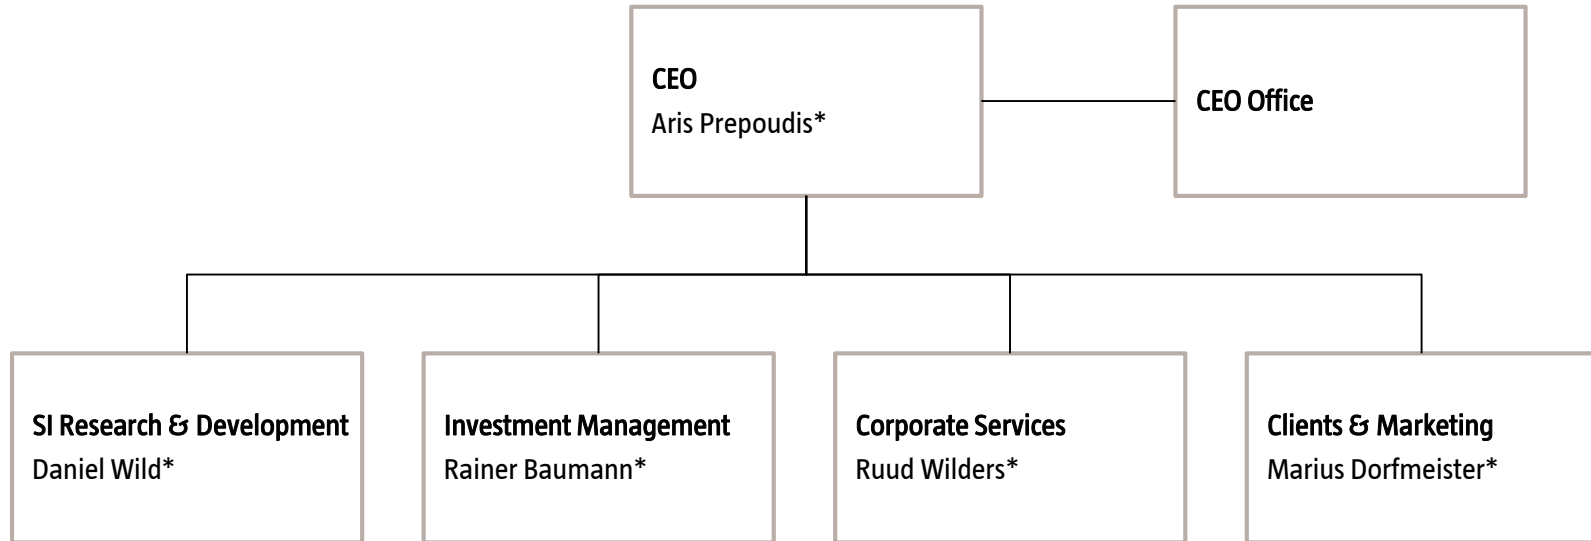 CEO
Aris Prepoudis*
CEO Office
SI Research & Development
Daniel Wild*
Investment Management
Rainer Baumann*
Corporate Services
Ruud Wilders*
Clients & Marketing
Marius Dorfmeister*